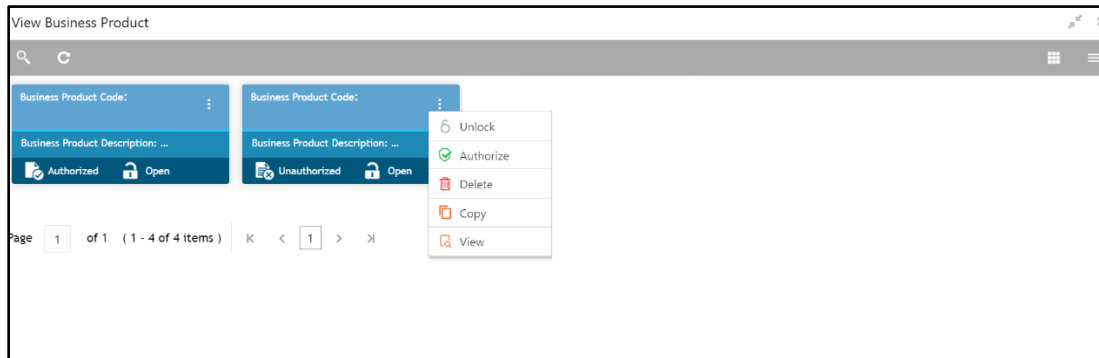 View Business Product
Business Product Code:
Business Product Description: ...
Authorized Open
Business Product Code:
Business Product Description: ...
Unauthorized Open
Unlock
Authorize
Delete
Copy
View
Page 1 of 1 ( 1 - 4 of 4 items ) 1